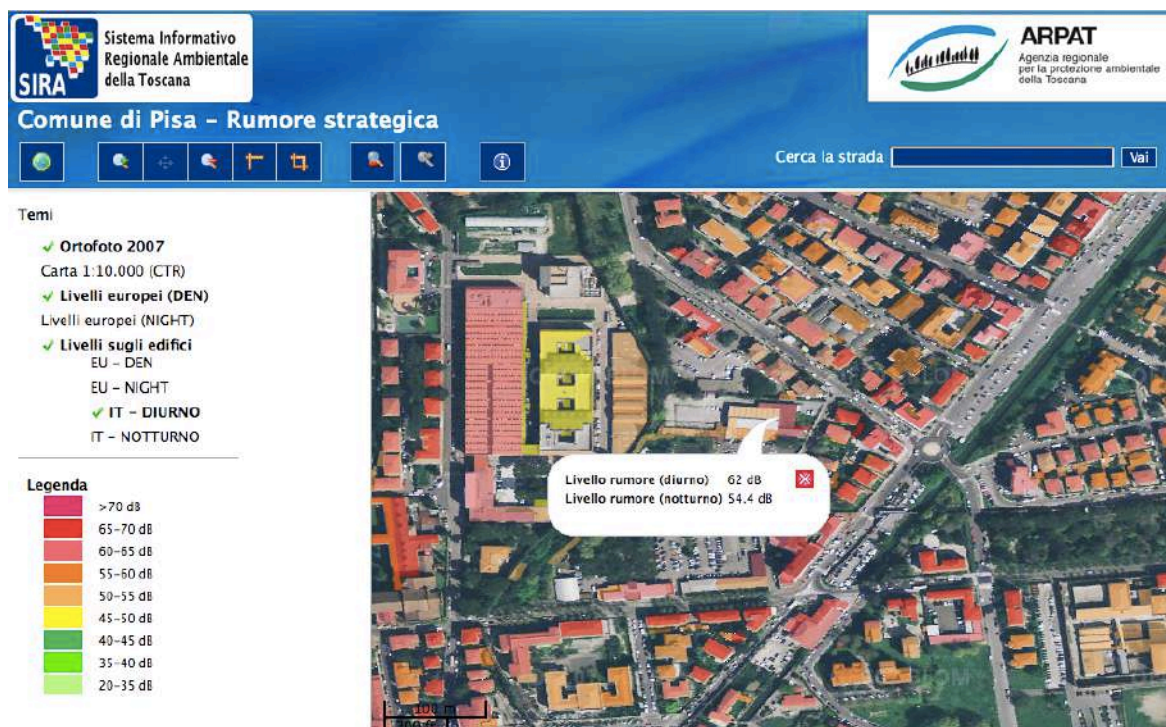 SIRA
Sistema Informativo
Regionale Ambientale
della Toscana
ARPAT
Agenzia regionale
per la protezione ambientale
della Toscana
Comune di Pisa – Rumore strategica
Cerca la strada
Vai
Temi
Ortofoto 2007
Carta 1:10.000 (CTR)
Livelli europei (DEN)
Livelli europei (NIGHT)
Livelli sugli edifici
EU – DEN
EU – NIGHT
IT – DIURNO
IT – NOTTURNO
Legenda
>70 dB
65–70 dB
60–65 dB
55–60 dB
50–55 dB
45–50 dB
40–45 dB
35–40 dB
20–35 dB
Livello rumore (diurno) 62 dB
Livello rumore (notturno) 54.4 dB
100 m